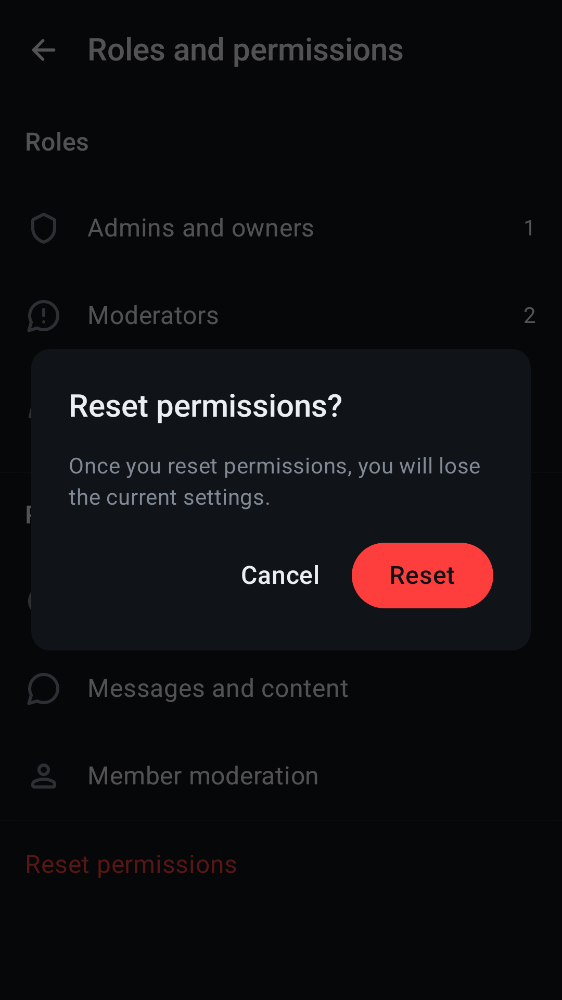 Roles and permissions
Roles
Admins and owners 1
Moderators 2
Reset permissions?
Once you reset permissions, you will lose
the current settings.
Cancel Reset
Messages and content
Member moderation
Reset permissions